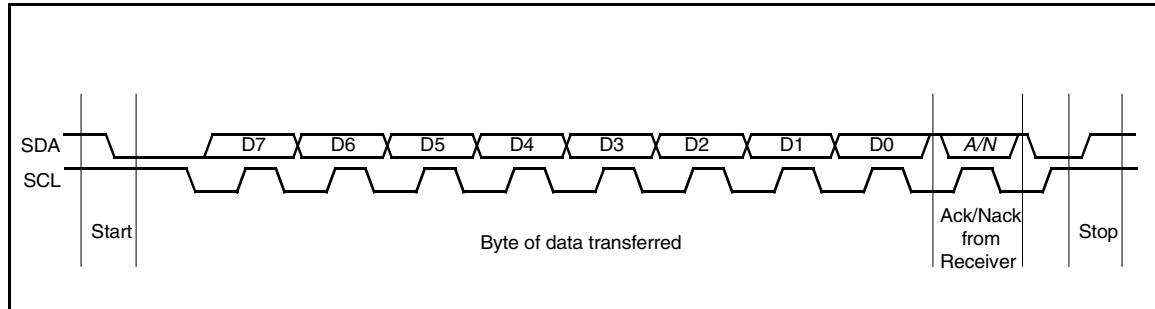 SDA
D7 D6 D5 D4 D3 D2 D1 D0 A/N
SCL
Start
Byte of data transferred
Ack/Nack
from
Receiver
Stop